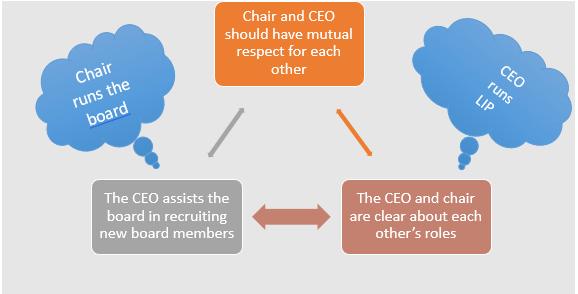 Chair and CEO
should have mutual
respect for each
other
Chair
runs the
board
CEO
runs
LIP
The CEO assists the
board in recruiting
new board members
The CEO and chair
are clear about each
other's roles